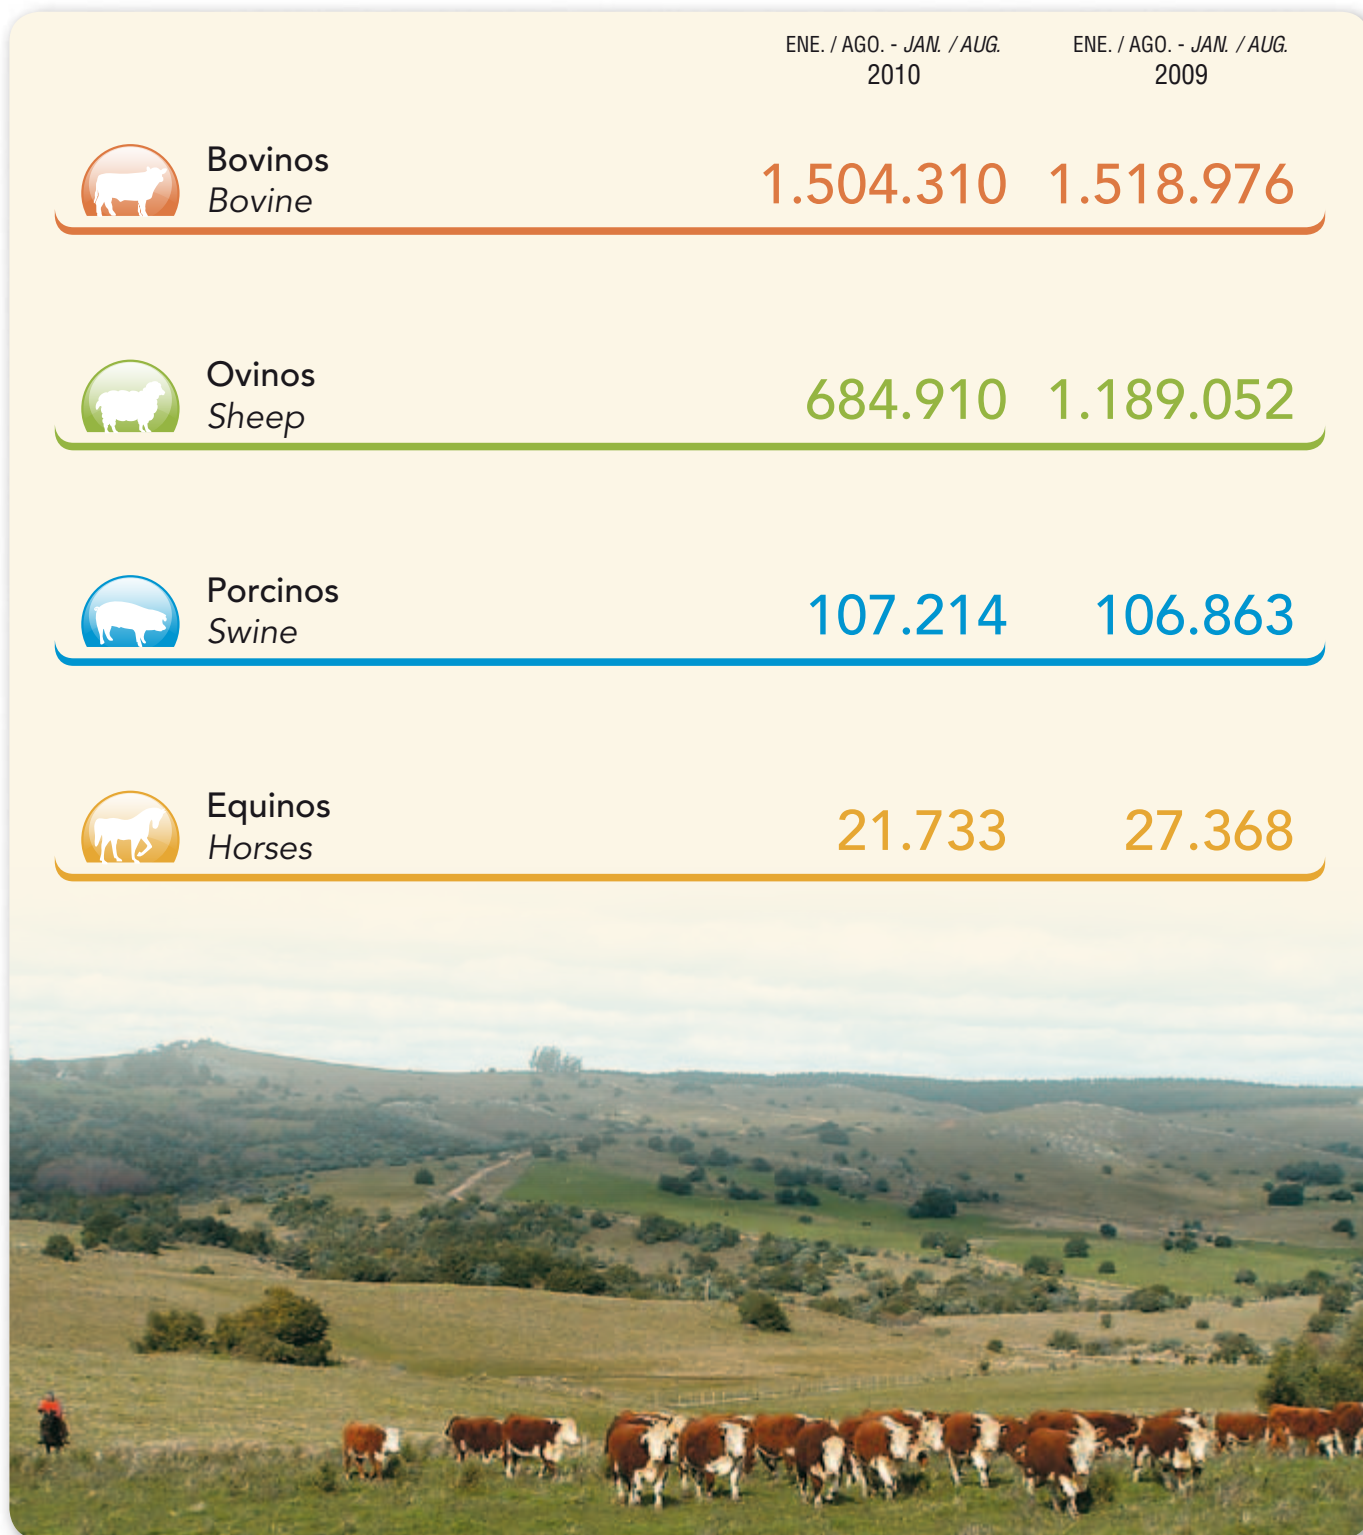 ENE. / AGO. - JAN. / AUG. ENE. / AGO. - JAN. / AUG.
2010 2009
Bovinos
Bovine
1.504.310 1.518.976
Ovinos
Sheep
684.910 1.189.052
Porcinos
Swine
107.214 106.863
Equinos
Horses
21.733 27.368